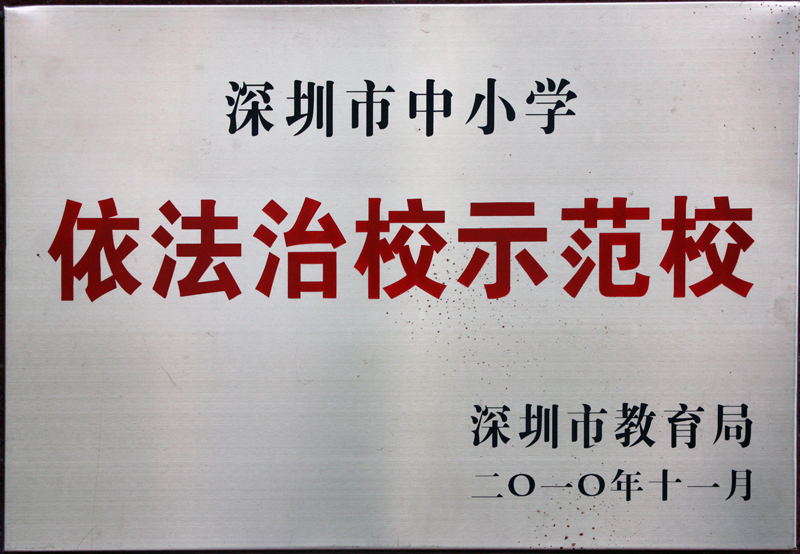 深圳市中小学
依法治校示范校
深圳市教育局
二〇一〇年十一月